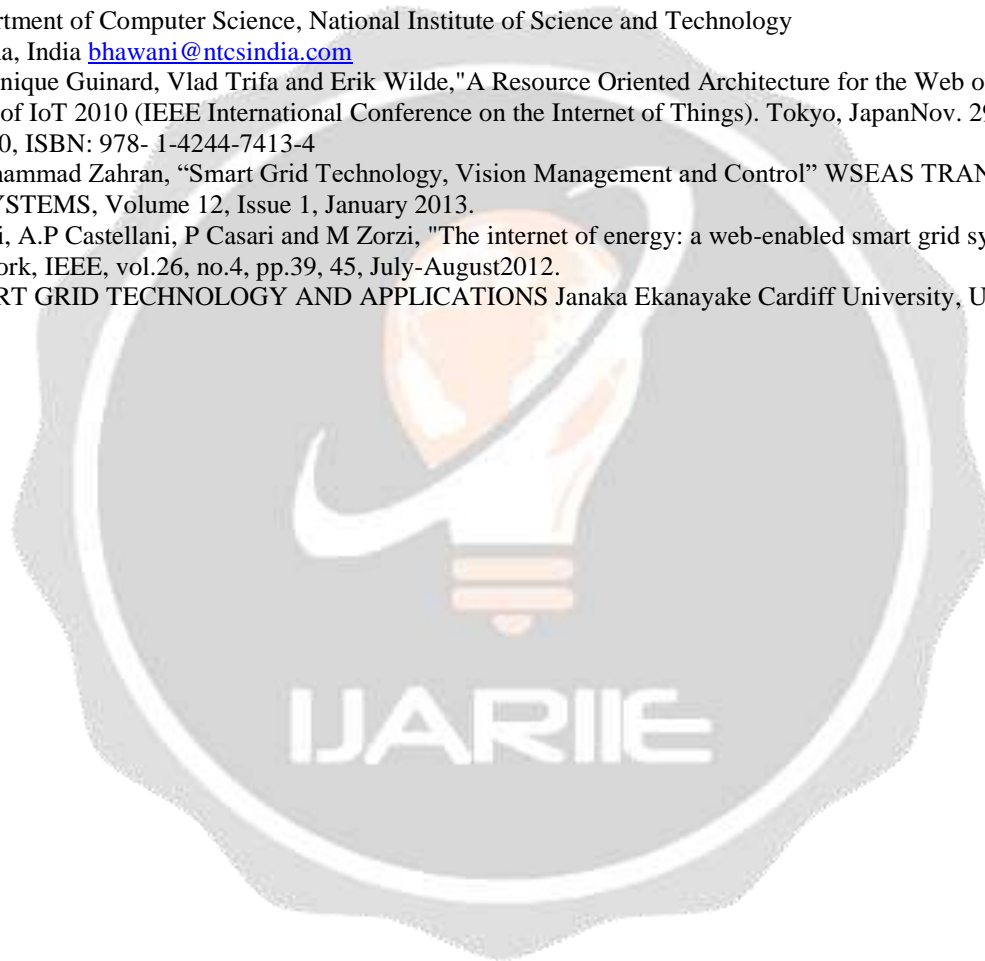 rtment of Computer Science, National Institute of Science and Technology
a, India bhawani@ntcsindia.com
nique Guinard, Vlad Trifa and Erik Wilde,"A Resource Oriented Architecture for the Web o
of IoT 2010 (IEEE International Conference on the Internet of Things). Tokyo, JapanNov. 29
0, ISBN: 978- 1-4244-7413-4
ammad Zahran, “Smart Grid Technology, Vision Management and Control” WSEAS TRAN
YSTEMS, Volume 12, Issue 1, January 2013.
i, A.P Castellani, P Casari and M Zorzi, "The internet of energy: a web-enabled smart grid sy
ork, IEEE, vol.26, no.4, pp.39, 45, July-August2012.
RT GRID TECHNOLOGY AND APPLICATIONS Janaka Ekanayake Cardiff University, U
IJARIIE